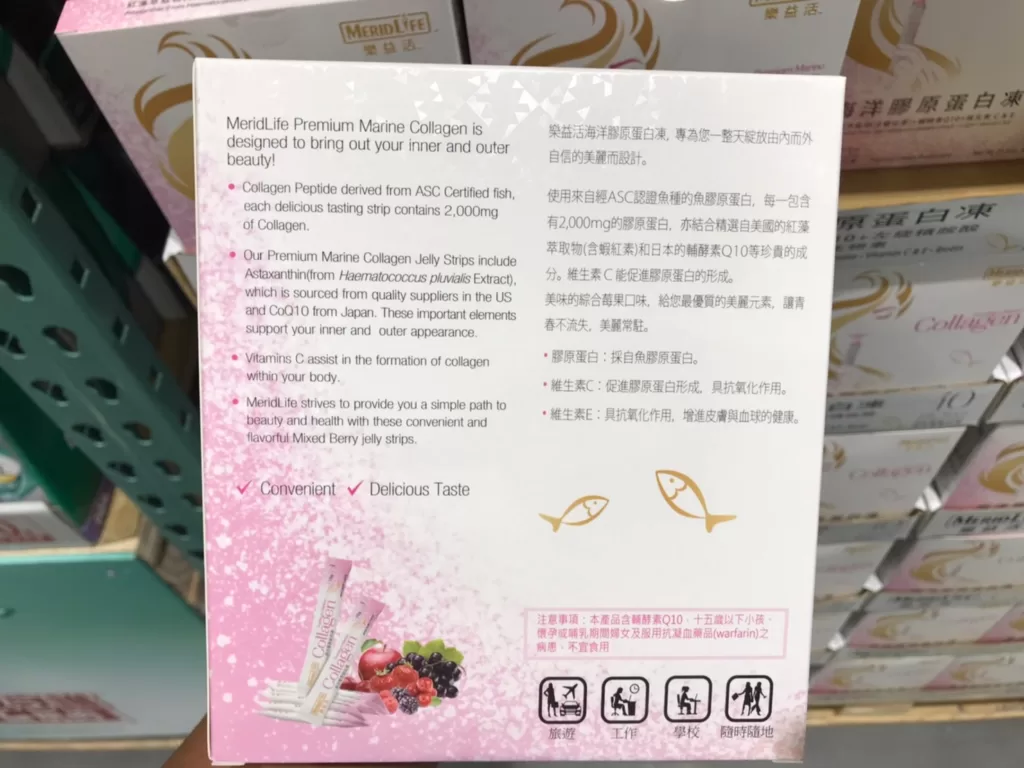 MERIDLIFE
樂益活
樂益活
海洋膠原蛋白凍
MeridLife Premium Marine Collagen is
designed to bring out your inner and outer
beauty!
• Collagen Peptide derived from ASC Certified fish,
each delicious tasting strip contains 2,000mg
of Collagen.
• Our Premium Marine Collagen Jelly Strips include
Astaxanthin(from Haematococcus pluvialis Extract),
which is sourced from quality suppliers in the US
and CoQ10 from Japan. These important elements
support your inner and outer appearance.
• Vitamins C assist in the formation of collagen
within your body.
• MeridLife strives to provide you a simple path to
beauty and health with these convenient and
flavorful Mixed Berry jelly strips.
✓ Convenient ✓ Delicious Taste
樂益活海洋膠原蛋白凍，專為您一整天綻放由內而外
自信的美麗而設計。
使用來自經ASC認證魚種的魚膠原蛋白，每一包含
有2,000mg的膠原蛋白，亦結合精選自美國的紅藻
萃取物(含蝦紅素)和日本的輔酵素Q10等珍貴的成
分。維生素C能促進膠原蛋白的形成。
美味的綜合莓果口味，給您最優質的美麗元素，讓青
春不流失，美麗常駐。
• 膠原蛋白：採自魚膠原蛋白。
• 維生素C：促進膠原蛋白形成，具抗氧化作用。
• 維生素E：具抗氧化作用，增進皮膚與血球的健康。
Collagen
Collagen
注意事項：本產品含輔酵素Q10，十五歲以下小孩、
懷孕或哺乳期間婦女及服用抗凝血藥品(warfarin)之
病患，不宜食用
旅遊
工作
學校
隨時隨地
原蛋白凍
Collagen
Collagen